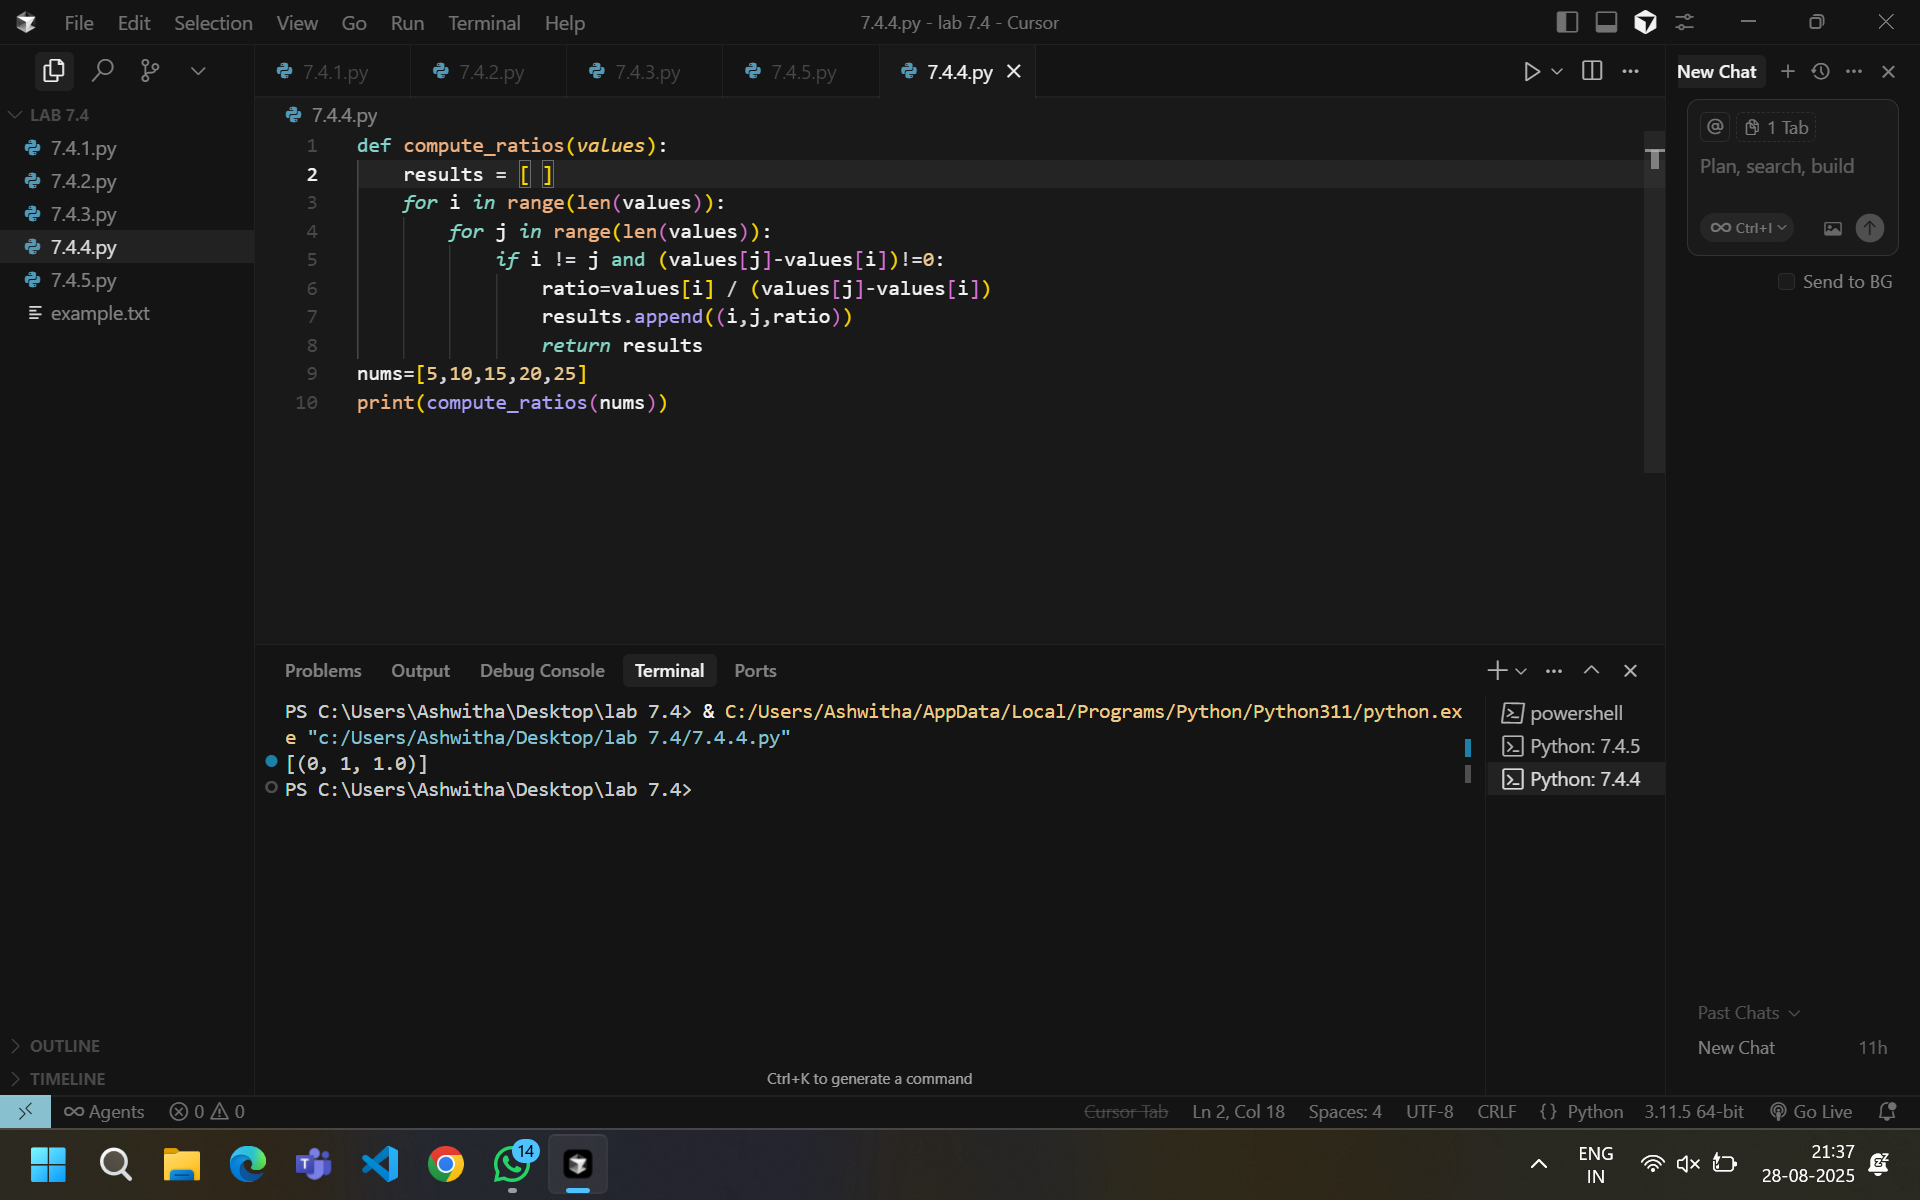 File Edit Selection View Go Run Terminal Help
7.4.4.py - lab 7.4 - Cursor
7.4.1.py
7.4.2.py
7.4.3.py
7.4.5.py
7.4.4.py
LAB 7.4
7.4.1.py
7.4.2.py
7.4.3.py
7.4.4.py
7.4.5.py
example.txt
OUTLINE
TIMELINE
7.4.4.py
1 def compute_ratios(values):
2 results = [ ]
3 for i in range(len(values)):
4 for j in range(len(values)):
5 if i != j and (values[j]-values[i])!=0:
6 ratio=values[i] / (values[j]-values[i])
7 results.append((i,j,ratio))
8 return results
9 nums=[5,10,15,20,25]
10 print(compute_ratios(nums))
Problems Output Debug Console Terminal Ports
PS C:\Users\Ashwitha\Desktop\lab 7.4> & C:/Users/Ashwitha/AppData/Local/Programs/Python/Python311/python.ex
e "c:/Users/Ashwitha/Desktop/lab 7.4/7.4.4.py"
[(0, 1, 1.0)]
PS C:\Users\Ashwitha\Desktop\lab 7.4>
Ctrl+K to generate a command
powershell
Python: 7.4.5
Python: 7.4.4
New Chat
@ 1 Tab
Plan, search, build
∞ Ctrl+I
Send to BG
Past Chats
New Chat 11h
∞ Agents 0 0
Cursor Tab Ln 2, Col 18 Spaces: 4 UTF-8 CRLF {} Python 3.11.5 64-bit Go Live
14
ENG
IN
21:37
28-08-2025